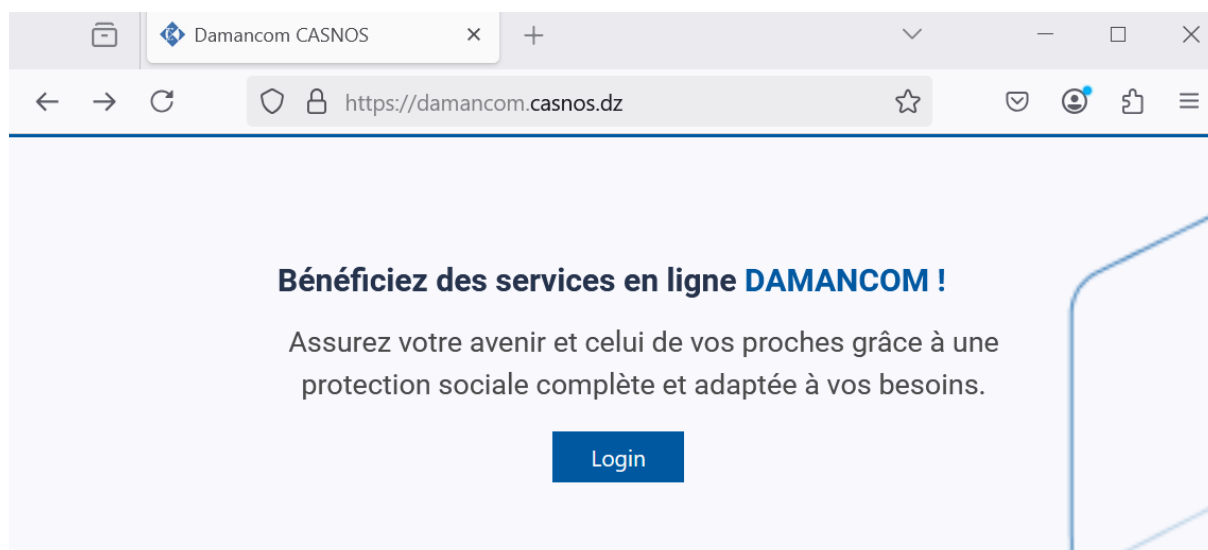 Damancom CASNOS
https://damancom.casnos.dz
Bénéficiez des services en ligne DAMANCOM !
Assurez votre avenir et celui de vos proches grâce à une
protection sociale complète et adaptée à vos besoins.
Login